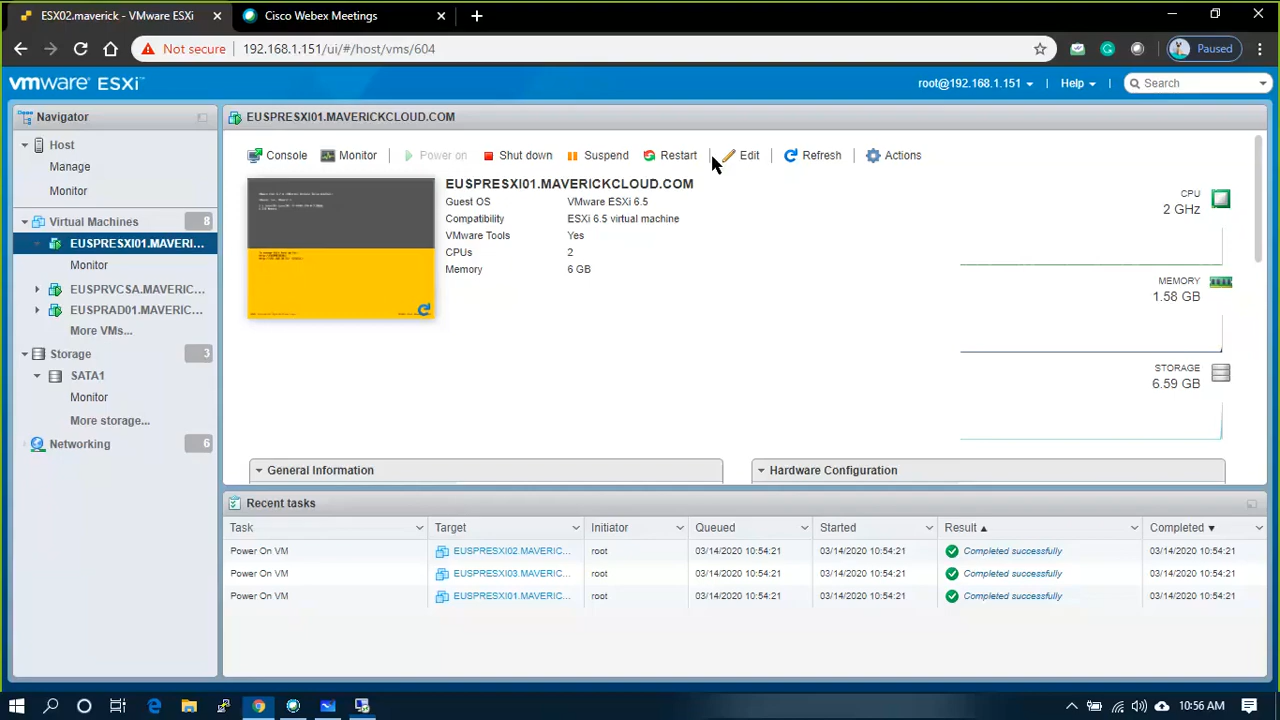 ESX02.maverick - VMware ESXi
Cisco Webex Meetings
Not secure
192.168.1.151/ui/#/host/vms/604
Paused
vmware ESXi
root@192.168.1.151
Help
Search
Navigator
Host
Manage
Monitor
Virtual Machines 8
EUSPRESXI01.MAVERI...
Monitor
EUSPRVCSA.MAVERIC...
EUSPRAD01.MAVERIC...
More VMs...
Storage 3
SATA1
Monitor
More storage...
Networking 6
EUSPRESXI01.MAVERICKCLOUD.COM
Console Monitor Power on Shut down Suspend Restart Edit Refresh Actions
EUSPRESXI01.MAVERICKCLOUD.COM
Guest OS VMware ESXi 6.5
Compatibility ESXi 6.5 virtual machine
VMware Tools Yes
CPUs 2
Memory 6 GB
CPU
2 GHz
MEMORY
1.58 GB
STORAGE
6.59 GB
General Information
Hardware Configuration
Recent tasks
Task Target Initiator Queued Started Result Completed
Power On VM EUSPRESXI02.MAVERIC... root 03/14/2020 10:54:21 03/14/2020 10:54:21 Completed successfully 03/14/2020 10:54:21
Power On VM EUSPRESXI03.MAVERIC... root 03/14/2020 10:54:21 03/14/2020 10:54:21 Completed successfully 03/14/2020 10:54:21
Power On VM EUSPRESXI01.MAVERIC... root 03/14/2020 10:54:21 03/14/2020 10:54:21 Completed successfully 03/14/2020 10:54:21
10:56 AM